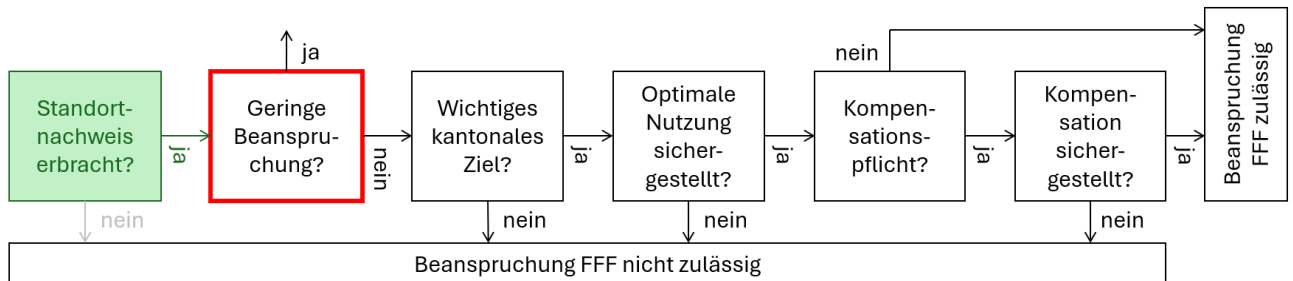 ja
Standort-
nachweis
erbracht?
ja
nein
Geringe
Beanspru-
chung?
nein
Wichtiges
kantonales
Ziel?
ja
nein
Optimale
Nutzung
sicher-
gestellt?
ja
nein
Kompen-
sations-
pflicht?
nein
ja
Kompen-
sation
sicher-
gestellt?
ja
nein
Beanspruchung
FFF zulässig
Beanspruchung FFF nicht zulässig